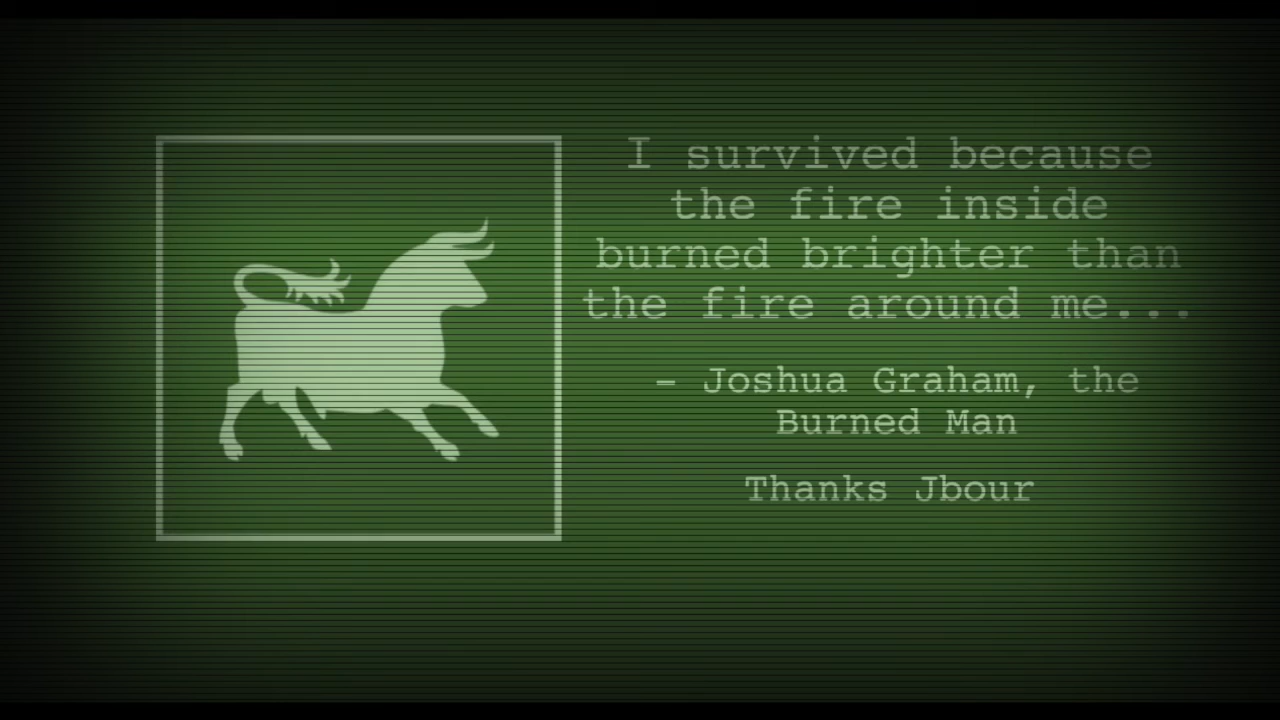 I survived because
the fire inside
burned brighter than
the fire around me...
- Joshua Graham, the
Burned Man
Thanks Jbour